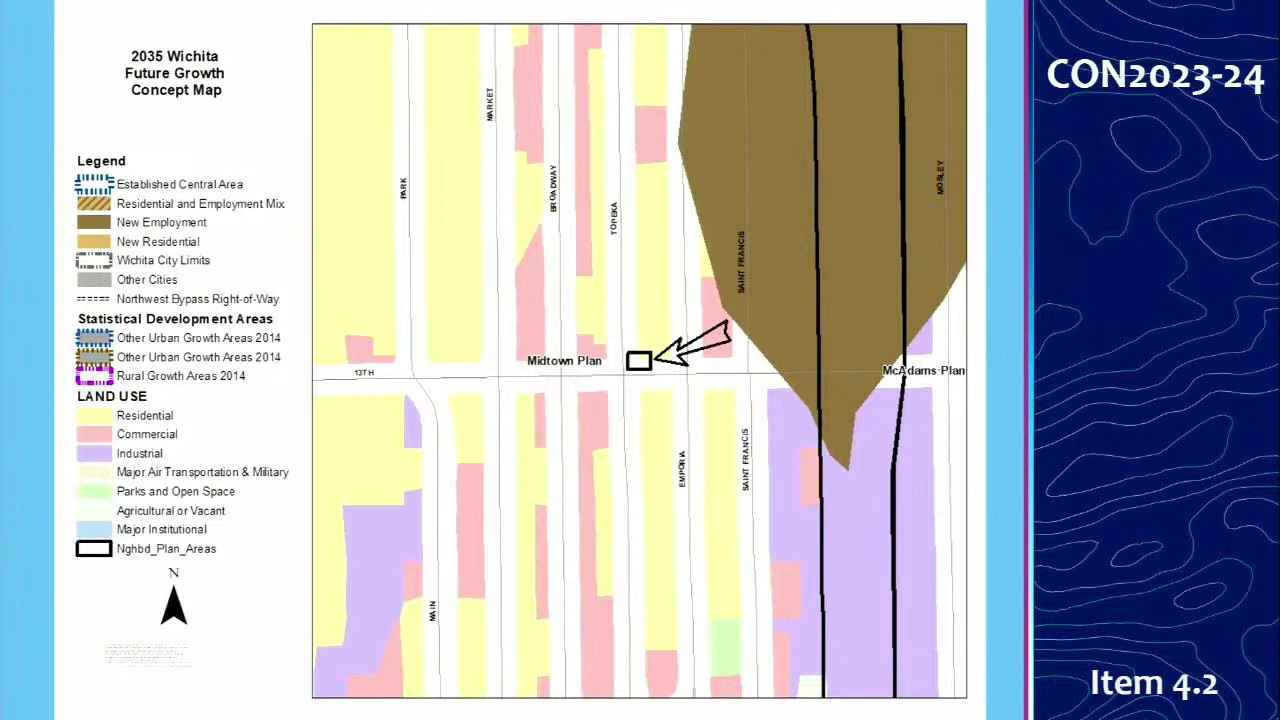 2035 Wichita
Future Growth
Concept Map
Legend
Established Central Area
Residential and Employment Mix
New Employment
New Residential
Wichita City Limits
Other Cities
Northwest Bypass Right-of-Way
Statistical Development Areas
Other Urban Growth Areas 2014
Other Urban Growth Areas 2014
Rural Growth Areas 2014
LAND USE
Residential
Commercial
Industrial
Major Air Transportation & Military
Parks and Open Space
Agricultural or Vacant
Major Institutional
Nghbd_Plan_Areas
N
PARK
MARKET
BROADWAY
TOPEKA
SAINT FRANCIS
MOSLEY
Midtown Plan
13TH
McAdams Plan
EMPORIA
SAINT FRANCIS
MAIN
CON2023-24
Item 4.2